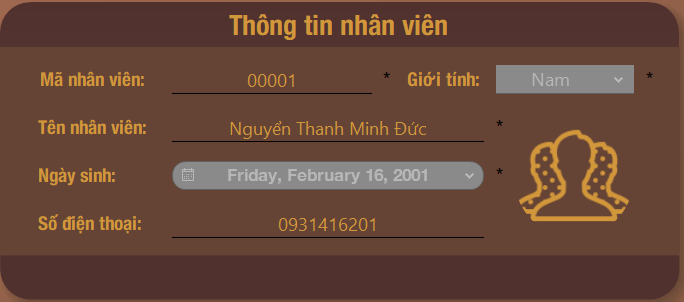 Thông tin nhân viên
Mã nhân viên: 00001 * Giới tính: Nam *
Tên nhân viên: Nguyển Thanh Minh Đức *
Ngày sinh: Friday, February 16, 2001 *
Số điện thoại: 0931416201